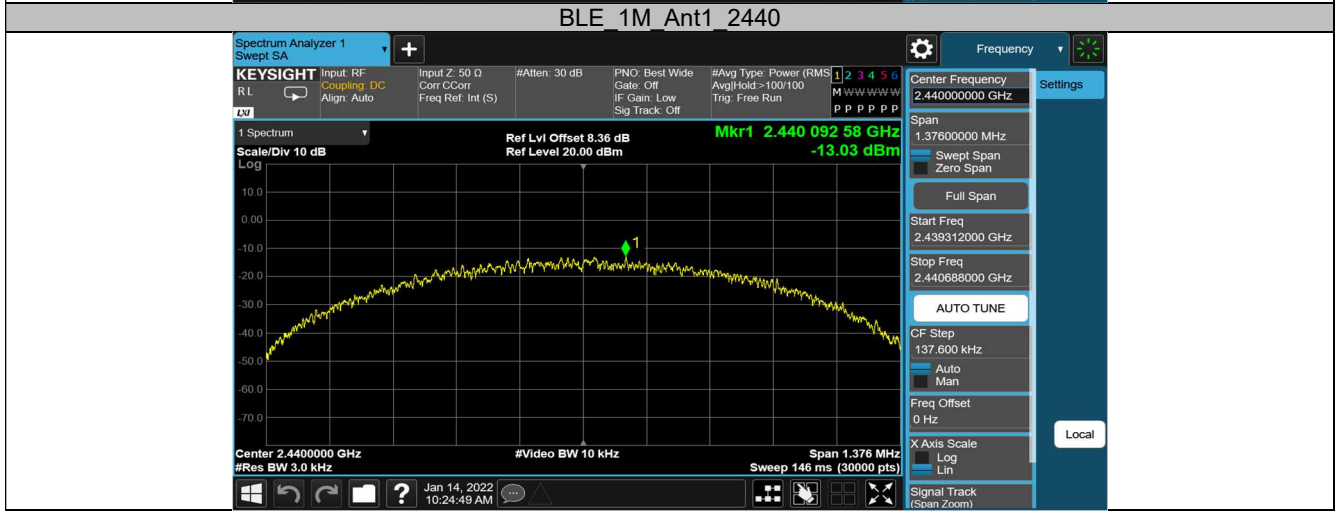 BLE_1M_Ant1_2440
Spectrum Analyzer 1
Swept SA
+
Frequency
KEYSIGHT
RL
LXI
Input: RF
Coupling: DC
Align: Auto
Input Z: 50 Ω
Corr CCorr
Freq Ref: Int (S)
#Atten: 30 dB
PNO: Best Wide
Gate: Off
IF Gain: Low
Sig Track: Off
#Avg Type: Power (RMS
Avg|Hold:>100/100
Trig: Free Run
1 2 3 4 5 6
M W W W W W
P P P P P P
Center Frequency
2.440000000 GHz
Settings
Span
1.37600000 MHz
Swept Span
Zero Span
Full Span
Start Freq
2.439312000 GHz
Stop Freq
2.440688000 GHz
AUTO TUNE
CF Step
137.600 kHz
Auto
Man
Freq Offset
0 Hz
X Axis Scale
Log
Lin
Signal Track
(Span Zoom)
Local
1 Spectrum
Scale/Div 10 dB
Log
Ref Lvl Offset 8.36 dB
Ref Level 20.00 dBm
Mkr1 2.440 092 58 GHz
-13.03 dBm
10.0
0.00
-10.0
-20.0
-30.0
-40.0
-50.0
-60.0
-70.0
1
Center 2.4400000 GHz
#Res BW 3.0 kHz
#Video BW 10 kHz
Span 1.376 MHz
Sweep 146 ms (30000 pts)
?
Jan 14, 2022
10:24:49 AM